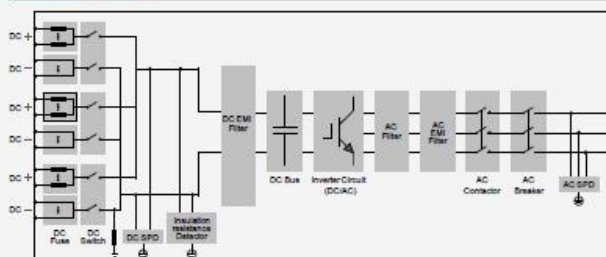 DC +
DC −
DC +
DC −
DC +
DC −
DC
Fuse
DC
Switch
DC SPD
Insulation
resistance
Detector
DC EMI
Filter
DC Bus
Inverter Circuit
(DC/AC)
AC
Filter
AC
EMI
Filter
AC
Contactor
AC
Breaker
AC SPD